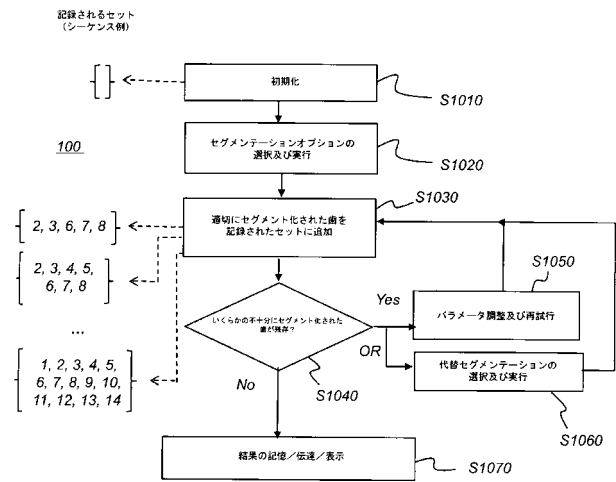 記録されるセット
(シーケンス例)
{ }
初期化
S1010
100
セグメンテーションオプションの
選択及び実行
S1020
S1030
適切にセグメント化された歯を
記録されたセットに追加
{ 2, 3, 6, 7, 8 }
{ 2, 3, 4, 5,
6, 7, 8 }
...
{ 1, 2, 3, 4, 5,
6, 7, 8, 9, 10,
11, 12, 13, 14 }
いくらかの不十分にセグメント化された
歯が残存?
Yes
OR
No
S1040
S1050
パラメータ調整及び再試行
代替セグメンテーションの
選択及び実行
S1060
結果の記憶/伝達/表示
S1070